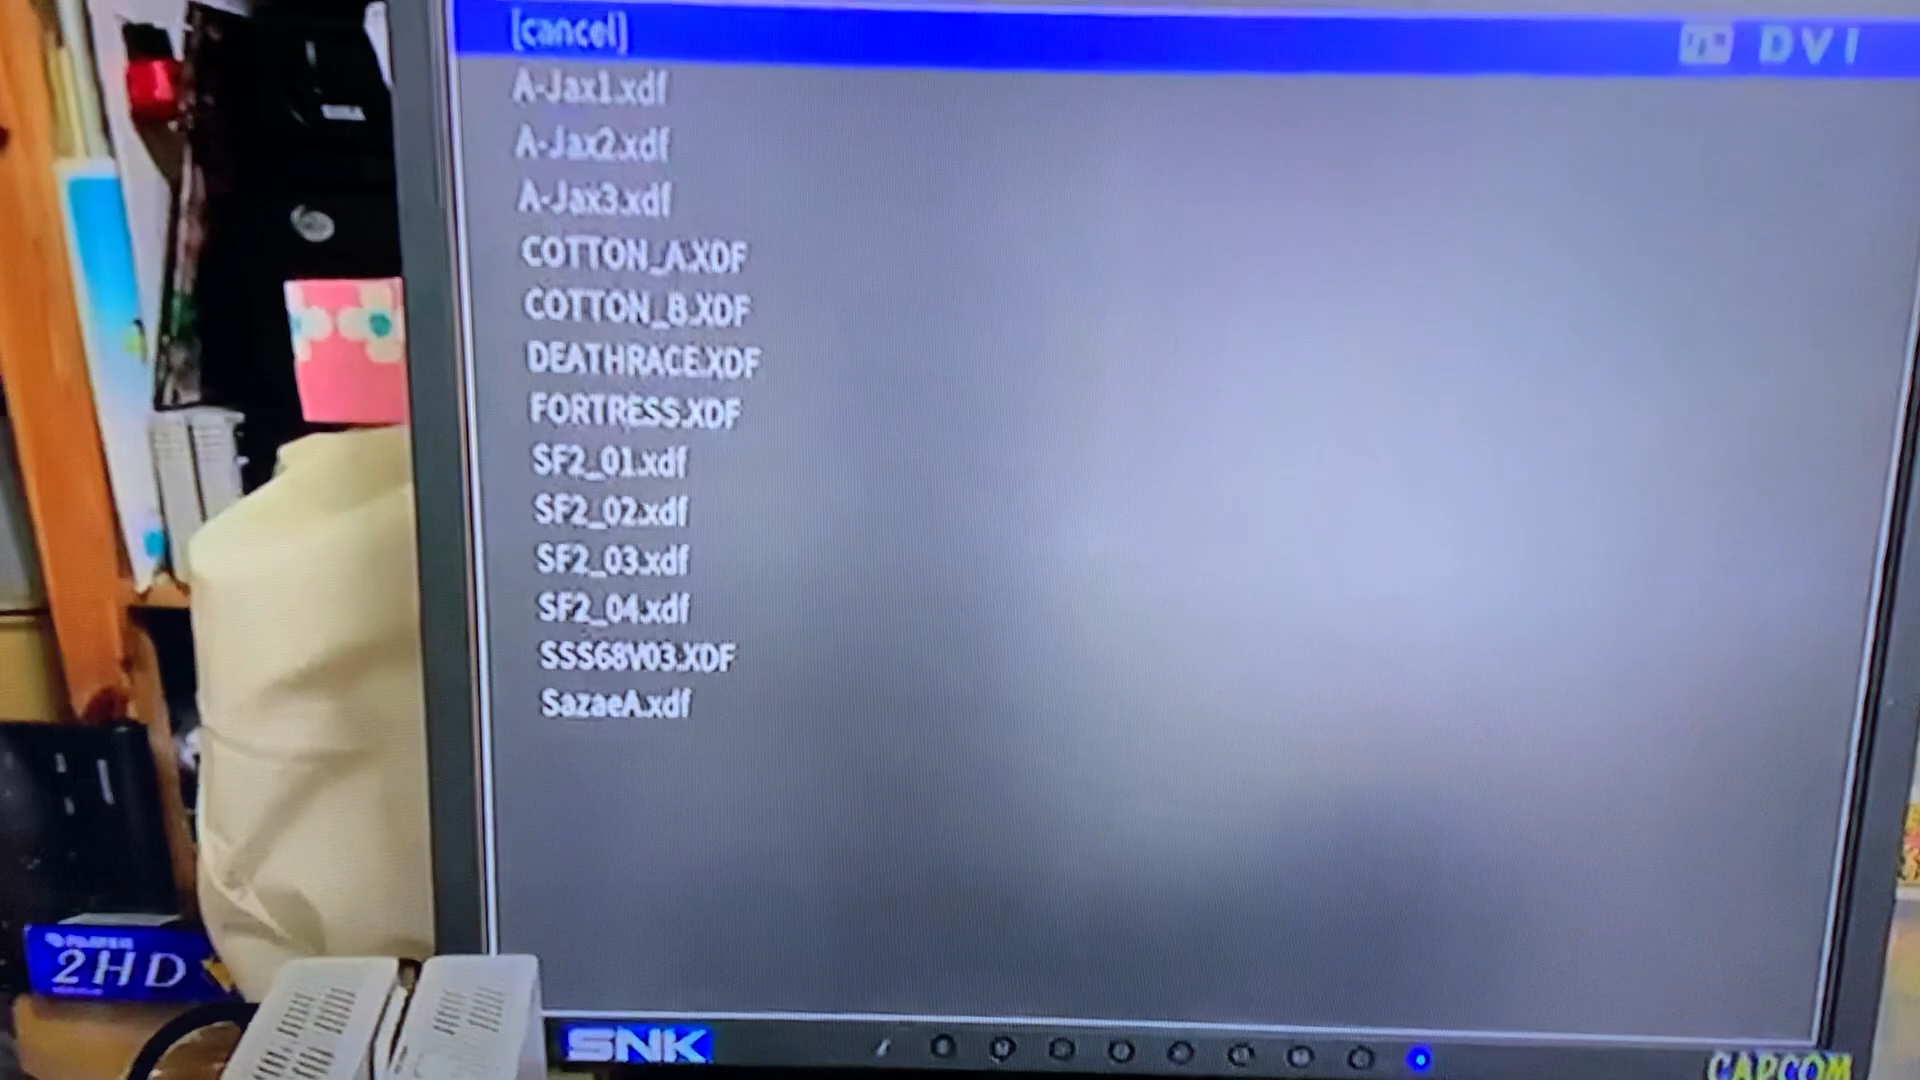 [cancel]
DVI
A-Jax1.xdf
A-Jax2.xdf
A-Jax3.xdf
COTTON_A.XDF
COTTON_B.XDF
DEATHRACE.XDF
FORTRESS.XDF
SF2_01.xdf
SF2_02.xdf
SF2_03.xdf
SF2_04.xdf
SSS68V03.XDF
SazaeA.xdf
2HD
SNK
CAPCOM